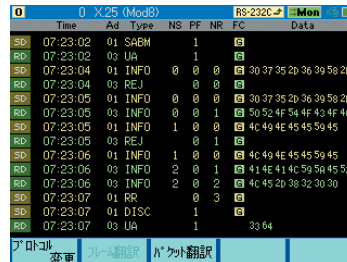 0 0 X.25 (Mod8) RS-232C Mon
Time Ad Type NS PF NR FC Data
SD 07:23:02 01 SABM 1 G
RD 07:23:02 03 UA 1 G
SD 07:23:04 01 INFO 0 0 0 G 30 37 35 2D 36 39 58
RD 07:23:04 03 REJ 0 0 G
SD 07:23:05 01 INFO 0 0 0 G 30 37 35 2D 36 39 58
RD 07:23:05 03 INFO 0 0 1 G 50 52 4F 54 4F 43 4F
SD 07:23:05 01 INFO 1 0 0 G 4C 49 4E 45 45 59 45
RD 07:23:05 03 REJ 0 1 G
SD 07:23:06 01 INFO 1 0 0 G 4C 49 4E 45 45 59 45
RD 07:23:06 03 INFO 2 0 1 G 41 4E 41 4C 59 5A 45
RD 07:23:06 03 INFO 2 0 2 G 4C 45 2D 38 32 30 30
SD 07:23:07 01 RR 0 3 G
SD 07:23:07 01 DISC 1 G
RD 07:23:07 03 UA 1 33 64
プロトコル
変更 フレーム翻訳 パケット翻訳